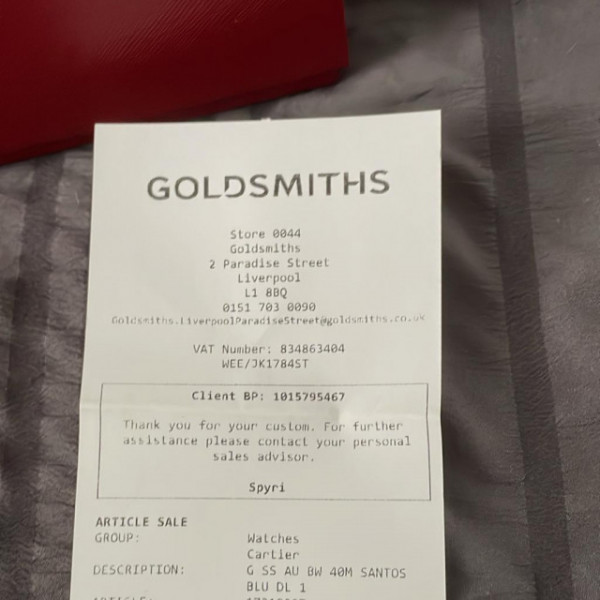 GOLDSMITHS
Store 0044
Goldsmiths
2 Paradise Street
Liverpool
L1 8BQ
0151 703 0090
Goldsmiths.LiverpoolParadiseStreet@goldsmiths.co.uk
VAT Number: 834863404
WEE/JK1784ST
Client BP: 1015795467
Thank you for your custom. For further
assistance please contact your personal
sales advisor.
Spyri
ARTICLE SALE
GROUP: Watches
Cartier
DESCRIPTION: G SS AU BW 40M SANTOS
BLU DL 1